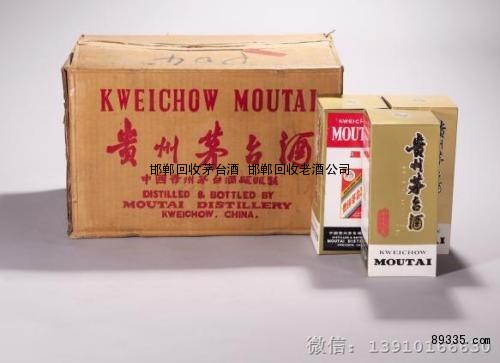 KWEICHOW MOUTAI
贵州茅台酒
邯郸回收茅台酒 邯郸回收老酒公司
DISTILLED & BOTTLED BY
MOUTAI DISTILLERY
KWEICHOW, CHINA.
MOUTAI
贵州茅台酒
KWEICHOW
MOUTAI
微信：13910166630
89335.com